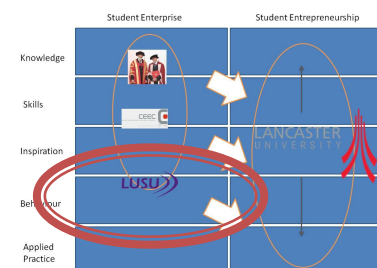 Student Enterprise
Student Entrepreneurship
Knowledge
Skills
CEEC
Inspiration
LANCASTER
UNIVERSITY
LUSU
Behaviour
Applied
Practice